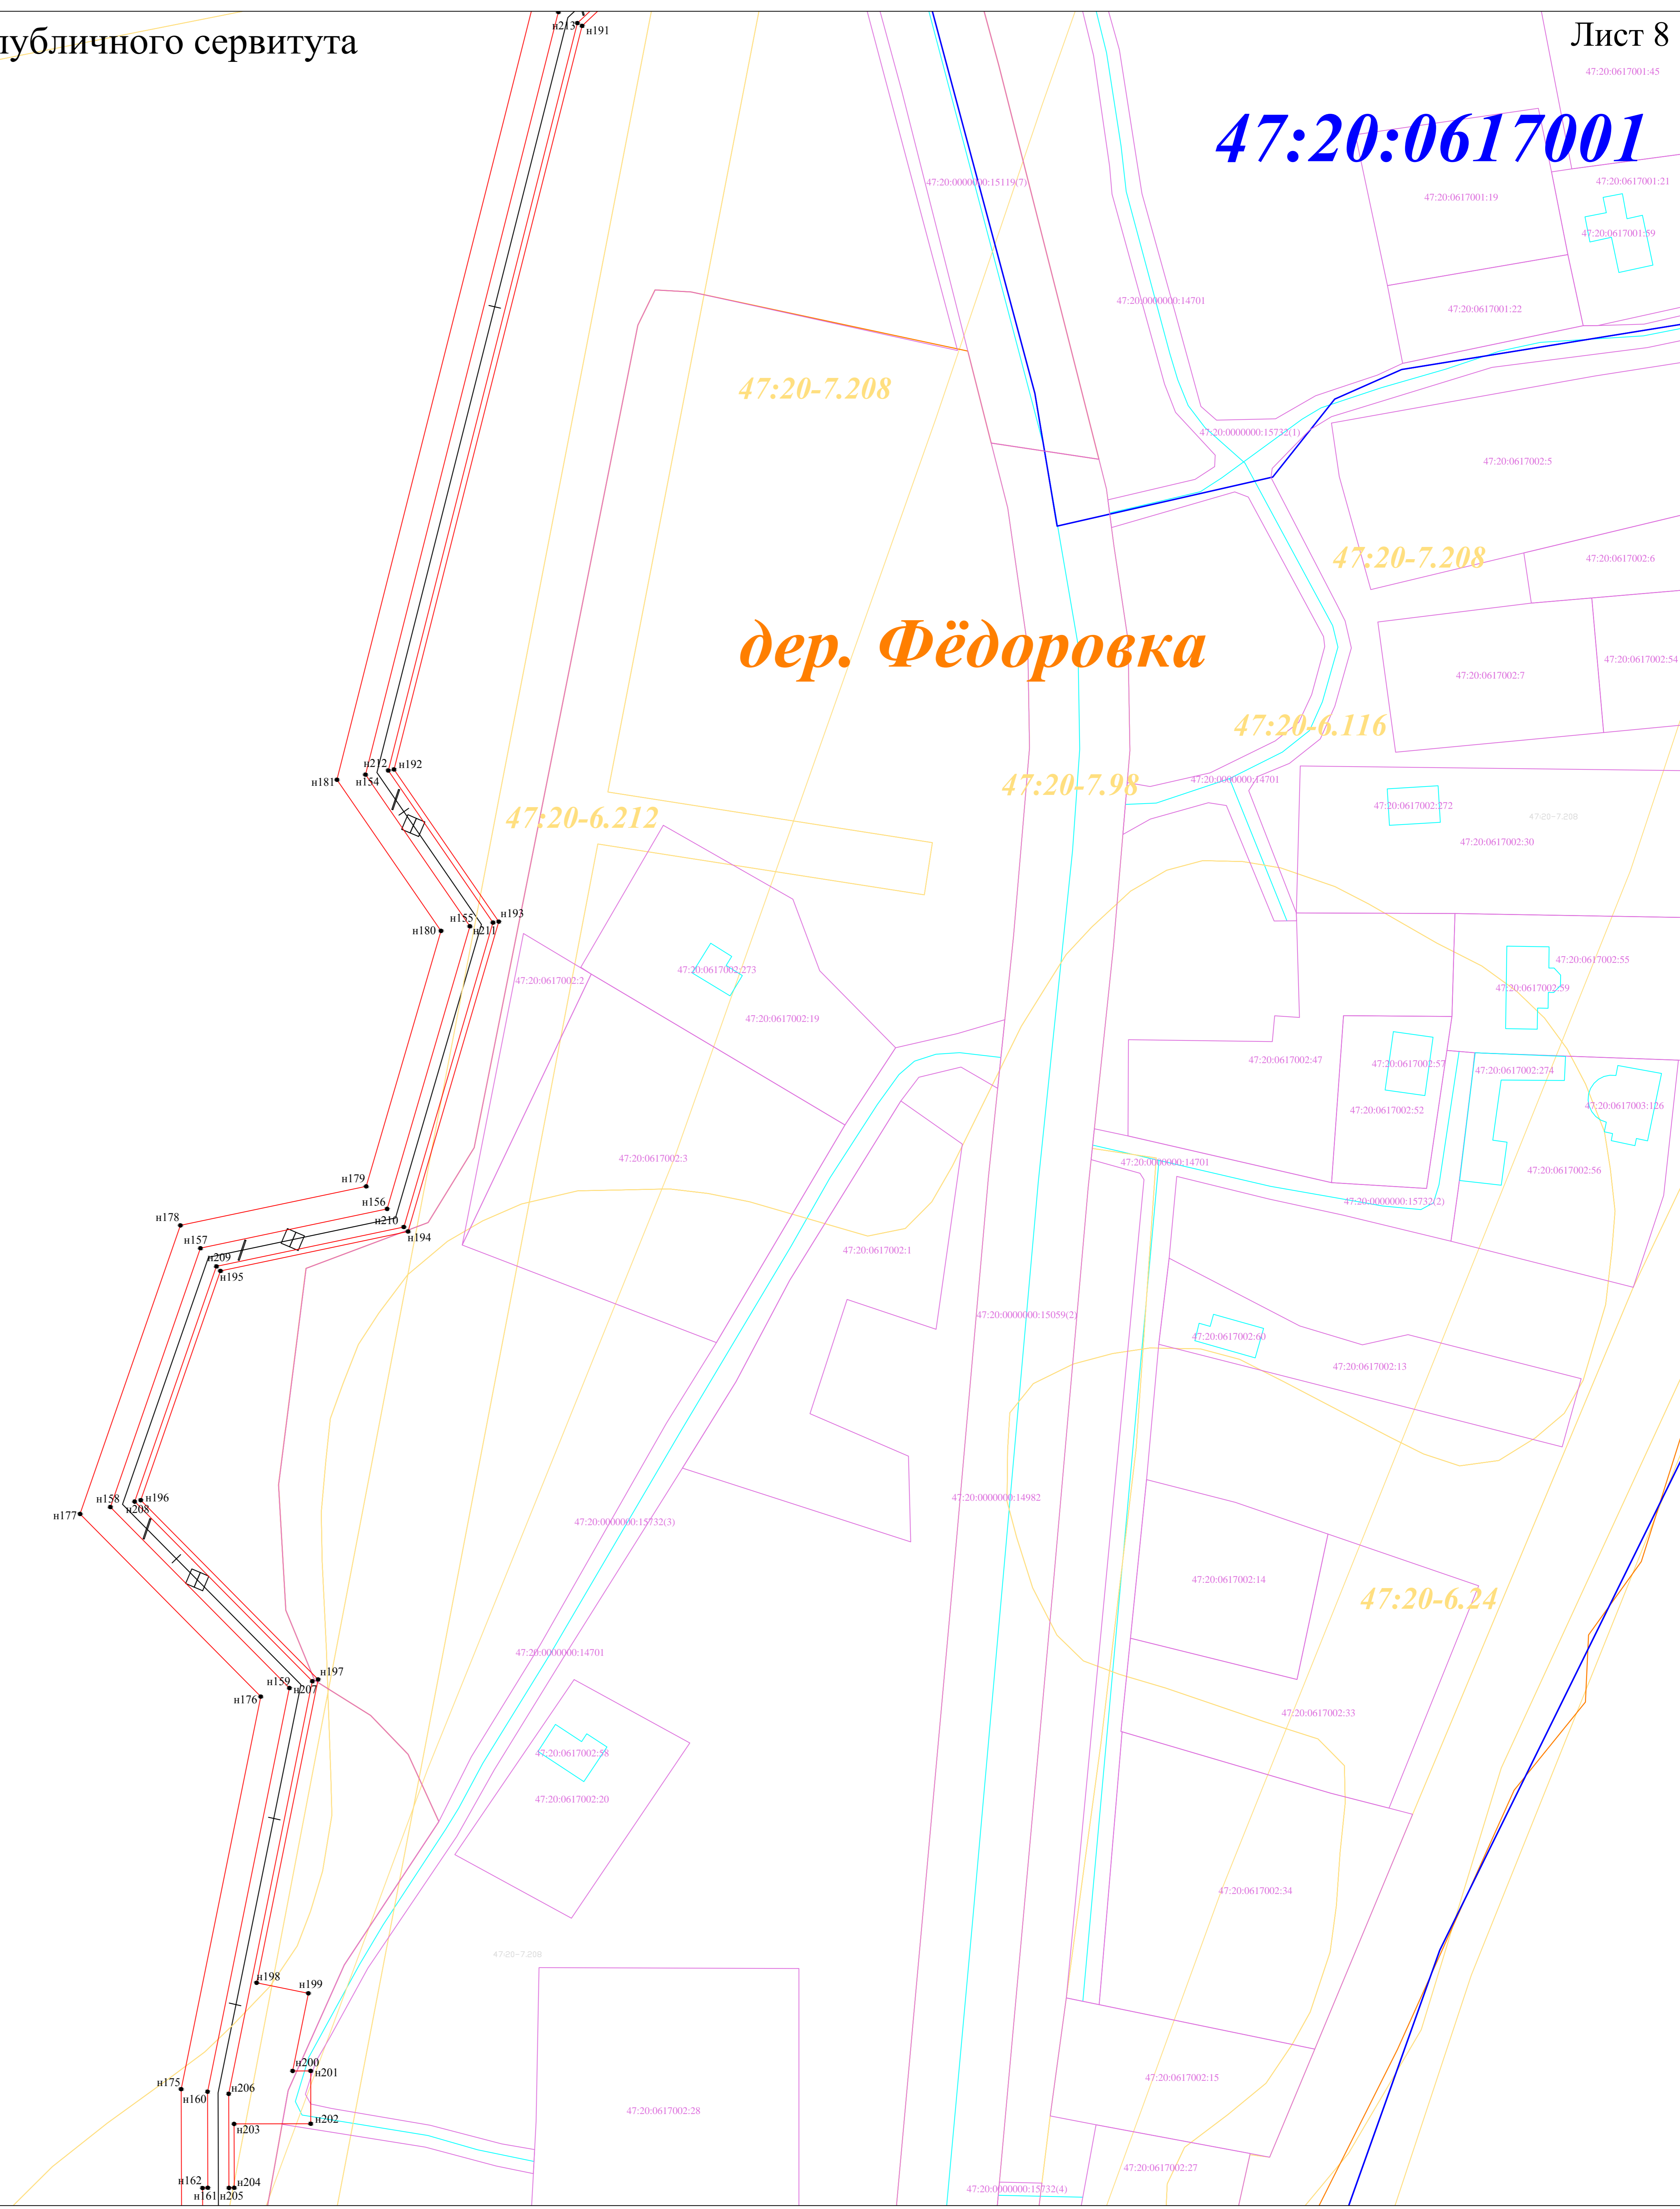 н213
н191
публичного сервитута
Лист 8
47:20:0617001:45
47:20:0617001
47:20:0000000:15119(7)
47:20:0617001:21
47:20:0617001:19
47:20:0617001:59
47:20:0000000:14701
47:20:0617001:22
47:20-7.208
47:20:0000000:15732(1)
47:20:0617002:5
47:20-7.208
47:20:0617002:6
дер. Фёдоровка
47:20:0617002:54
47:20:0617002:7
47:20-6.116
н212
н192
н181
н154
47:20-7.98
47:20:0000000:14701
47:20:0617002:272
47:20-6.212
47:20-7.208
47:20:0617002:30
н155
н193
н180
н211
47:20:0617002:55
47:20:0617002:273
47:20:0617002:2
47:20:0617002:59
47:20:0617002:19
47:20:0617002:47
47:20:0617002:57
47:20:0617002:274
47:20:0617003:126
47:20:0617002:52
47:20:0617002:3
47:20:0000000:14701
47:20:0617002:56
н179
н156
47:20:0000000:15732(2)
н178
н210
н194
н157
47:20:0617002:1
н209
н195
47:20:0000000:15059(2)
47:20:0617002:60
47:20:0617002:13
47:20:0000000:14982
н158
н196
н208
н177
47:20:0000000:15732(3)
47:20:0617002:14
47:20-6.24
47:20:0000000:14701
н197
н159
н207
н176
47:20:0617002:33
47:20:0617002:58
47:20:0617002:20
47:20:0617002:34
47:20-7.208
н198
н199
н200
н201
47:20:0617002:15
н175
н206
н160
47:20:0617002:28
н202
н203
47:20:0617002:27
н162
н204
47:20:0000000:15732(4)
н161
н205